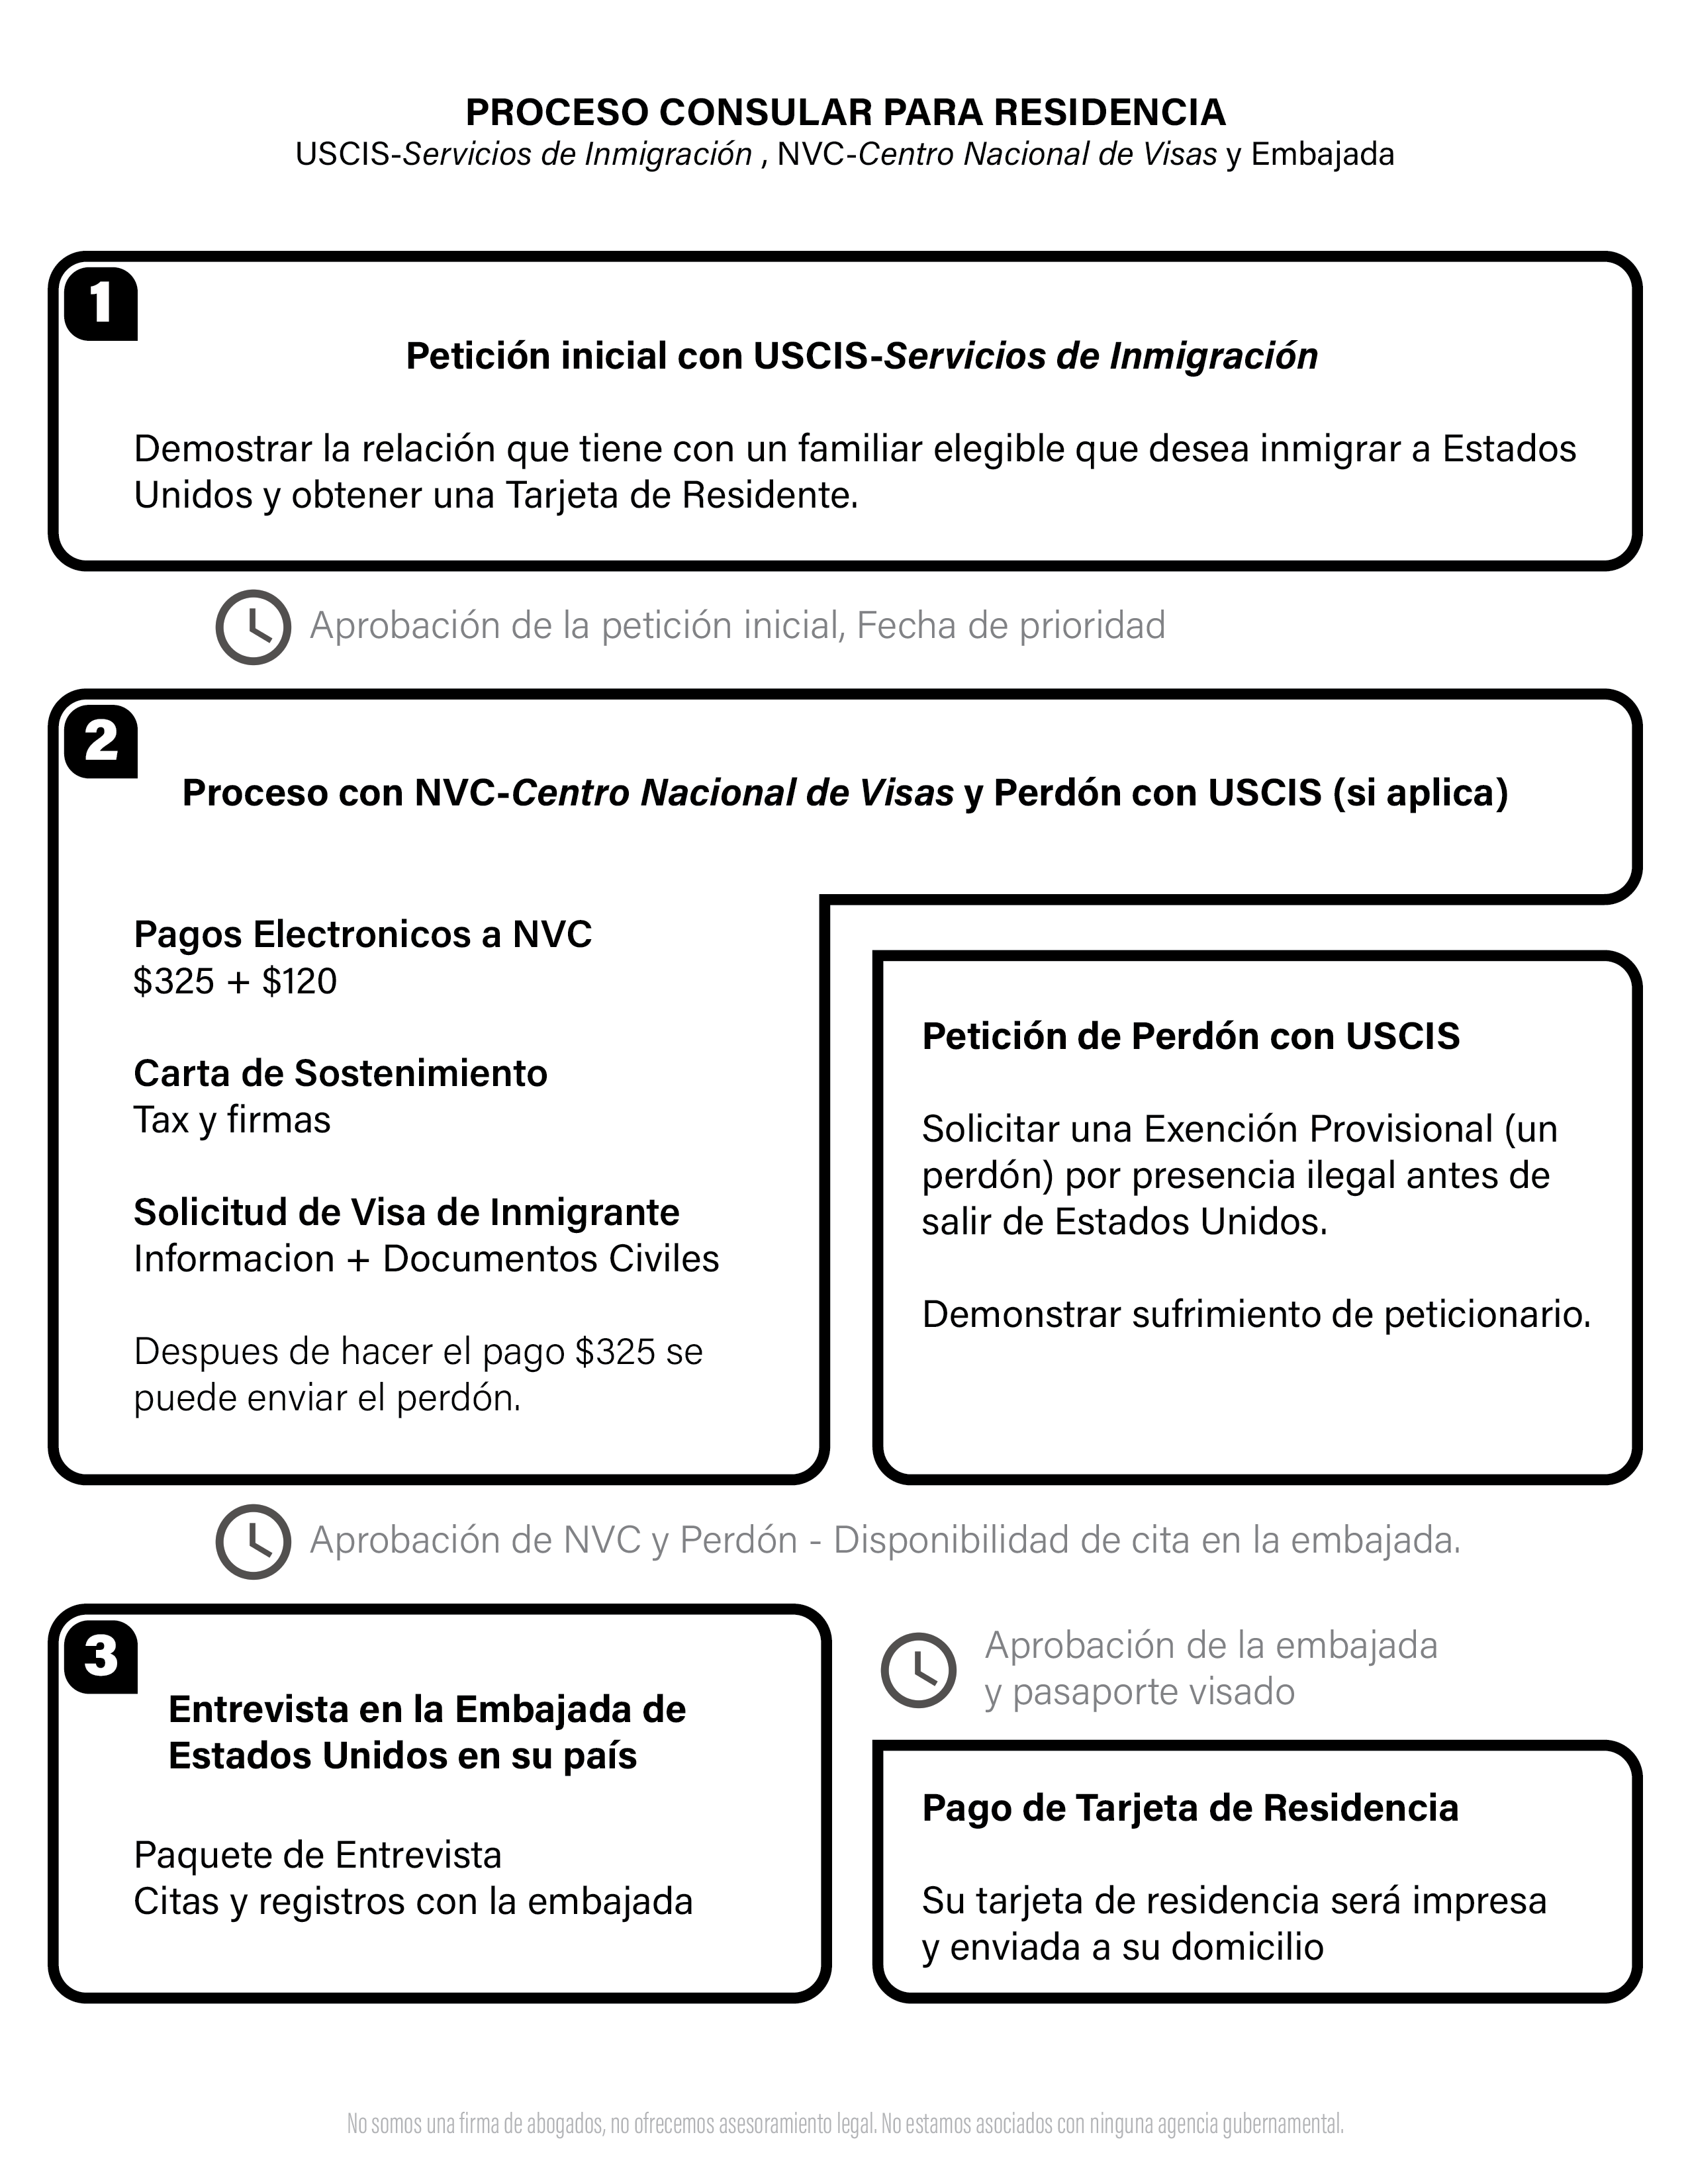 PROCESO CONSULAR PARA RESIDENCIA
USCIS-Servicios de Inmigración , NVC-Centro Nacional de Visas y Embajada
1
Petición inicial con USCIS-Servicios de Inmigración
Demostrar la relación que tiene con un familiar elegible que desea inmigrar a Estados
Unidos y obtener una Tarjeta de Residente.
Aprobación de la petición inicial, Fecha de prioridad
2
Proceso con NVC-Centro Nacional de Visas y Perdón con USCIS (si aplica)
Pagos Electronicos a NVC
$325 + $120
Carta de Sostenimiento
Tax y firmas
Solicitud de Visa de Inmigrante
Informacion + Documentos Civiles
Despues de hacer el pago $325 se
puede enviar el perdón.
Petición de Perdón con USCIS
Solicitar una Exención Provisional (un
perdón) por presencia ilegal antes de
salir de Estados Unidos.
Demonstrar sufrimiento de peticionario.
Aprobación de NVC y Perdón - Disponibilidad de cita en la embajada.
3
Entrevista en la Embajada de
Estados Unidos en su país
Paquete de Entrevista
Citas y registros con la embajada
Aprobación de la embajada
y pasaporte visado
Pago de Tarjeta de Residencia
Su tarjeta de residencia será impresa
y enviada a su domicilio
No somos una firma de abogados, no ofrecemos asesoramiento legal. No estamos asociados con ninguna agencia gubernamental.